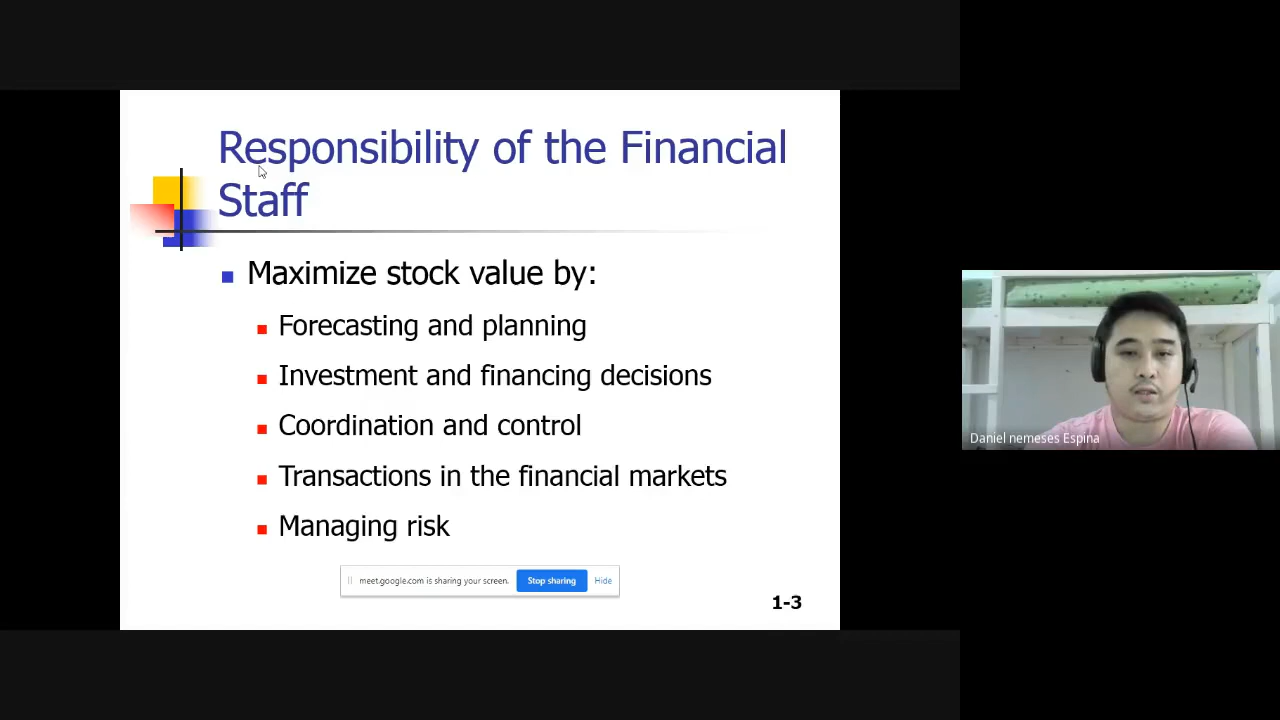 Responsibility of the Financial
Staff
Maximize stock value by:
Forecasting and planning
Investment and financing decisions
Coordination and control
Transactions in the financial markets
Managing risk
meet.google.com is sharing your screen.
Stop sharing
Hide
1-3
Daniel nemeses Espina